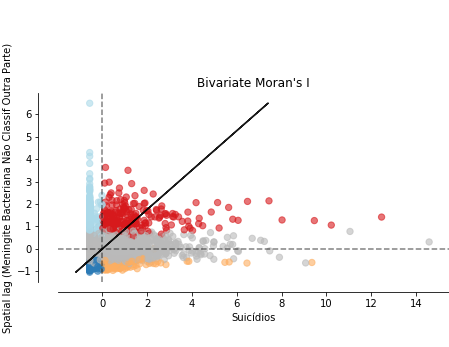 Bivariate Moran's I
Spatial lag (Meningite Bacteriana Não Classif Outra Parte)
6
5
4
3
2
1
0
−1
0 2 4 6 8 10 12 14
Suicídios